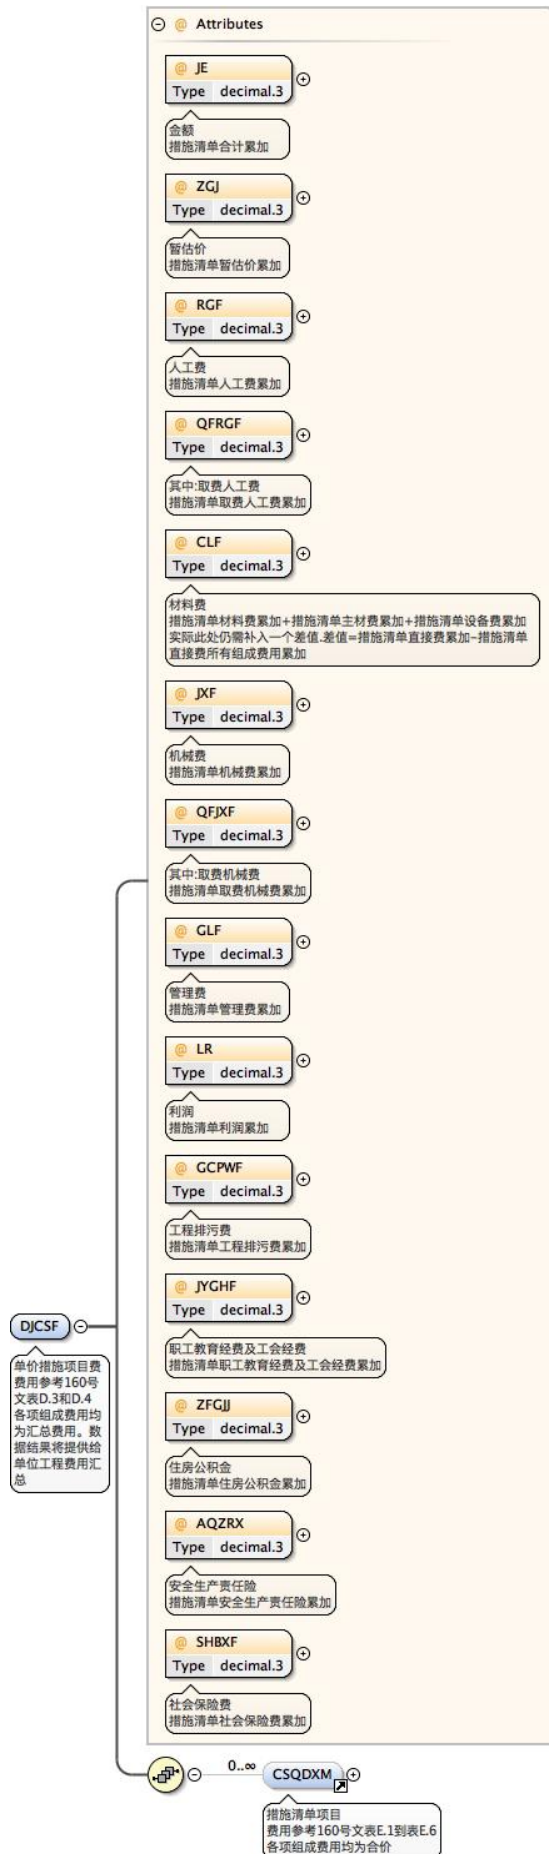 @ Attributes
@ JE
Type decimal.3
金额
措施清单合计累加
@ ZGJ
Type decimal.3
暂估价
措施清单暂估价累加
@ RGF
Type decimal.3
人工费
措施清单人工费累加
@ QFRGF
Type decimal.3
其中:取费人工费
措施清单取费人工费累加
@ CLF
Type decimal.3
材料费
措施清单材料费累加+措施清单主材费累加+措施清单设备费累加
实际此处仍需补入一个差值.差值=措施清单直接费累加-措施清单
直接费所有组成费用累加
@ JXF
Type decimal.3
机械费
措施清单机械费累加
@ QFJXF
Type decimal.3
其中:取费机械费
措施清单取费机械费累加
@ GLF
Type decimal.3
管理费
措施清单管理费累加
@ LR
Type decimal.3
利润
措施清单利润累加
@ GCPWF
Type decimal.3
工程排污费
措施清单工程排污费累加
@ JYGHF
Type decimal.3
职工教育经费及工会经费
措施清单职工教育经费及工会经费累加
@ ZFGJJ
Type decimal.3
住房公积金
措施清单住房公积金累加
@ AQZRX
Type decimal.3
安全生产责任险
措施清单安全生产责任险累加
@ SHBXF
Type decimal.3
社会保险费
措施清单社会保险费累加
DJCSF
单价措施项目费
费用参考160号
文表D.3和D.4
各项组成费用均
为汇总费用。数
据结果将提供给
单位工程费用汇
总
0..∞
CSQDXM
措施清单项目
费用参考160号文表E.1到表E.6
各项组成费用均为合价